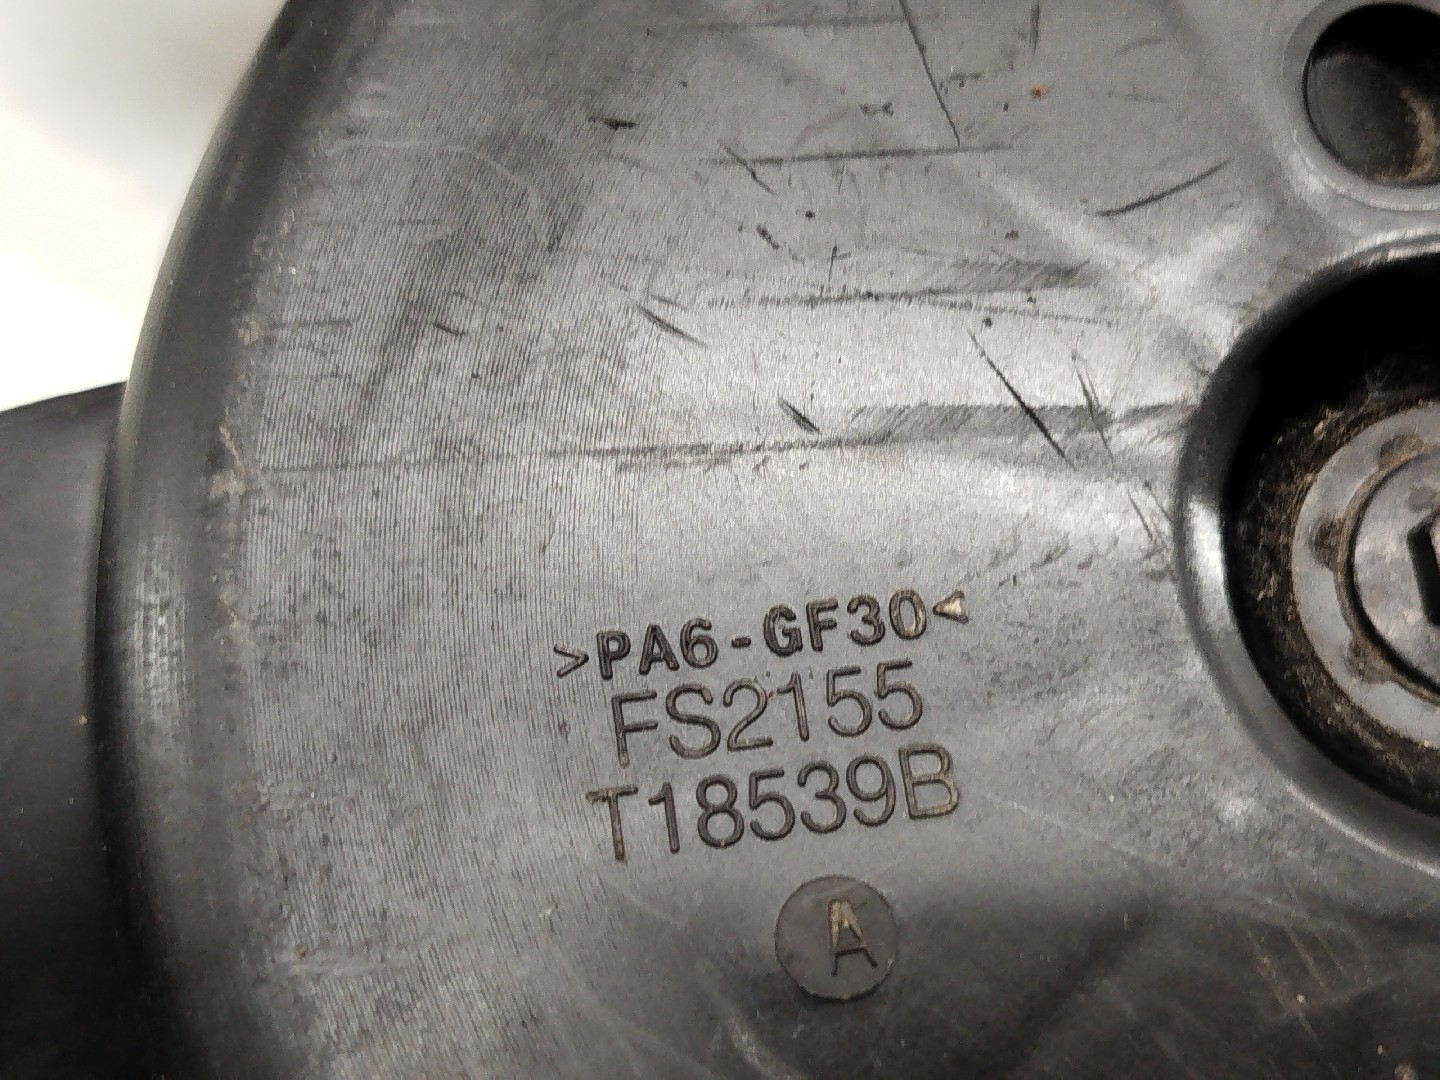 >PA6-GF30<
FS2155
T18539B
A